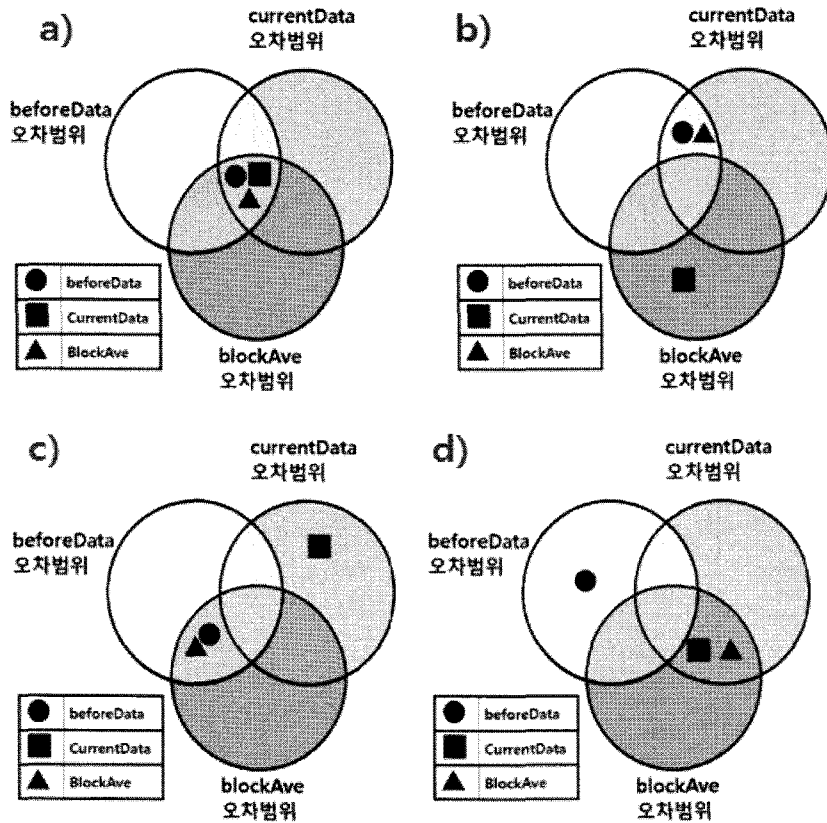 a)
currentData
오차범위
beforeData
오차범위
beforeData
CurrentData
BlockAve
blockAve
오차범위
b)
currentData
오차범위
beforeData
오차범위
beforeData
CurrentData
BlockAve
blockAve
오차범위
c)
currentData
오차범위
beforeData
오차범위
beforeData
CurrentData
BlockAve
blockAve
오차범위
d)
currentData
오차범위
beforeData
오차범위
beforeData
CurrentData
BlockAve
blockAve
오차범위